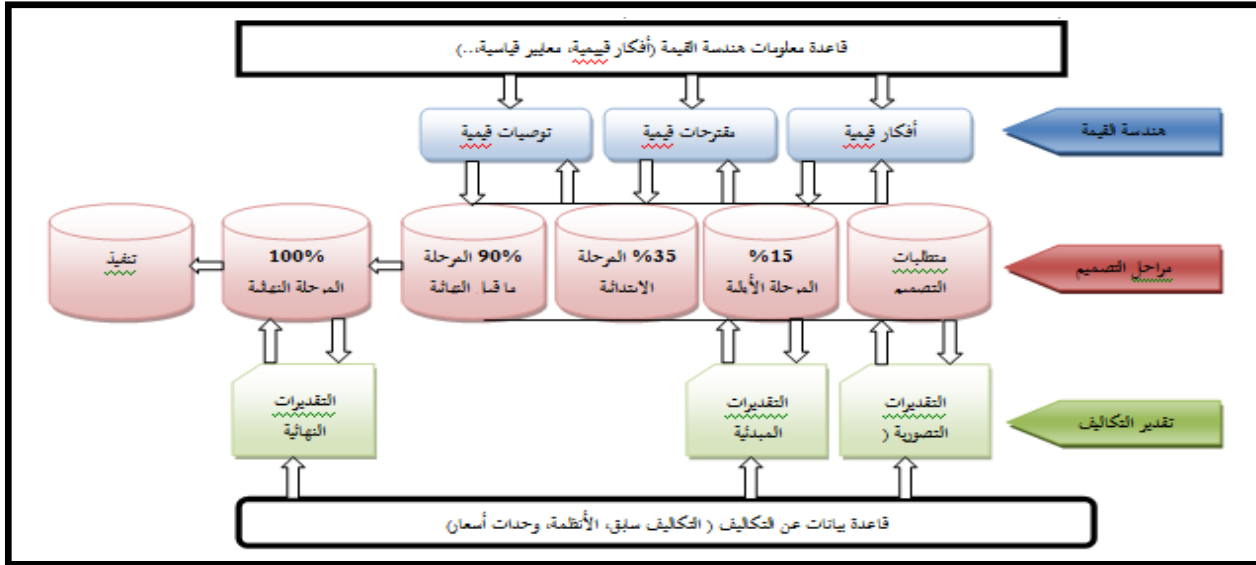 قاعدة معلومات هندسة القيمة (أفكار قييمية، معايير قياسية،...)
هندسة القيمة
أفكار قيمية
مقترحات قيمية
توصيات قيمية
مراحل التصميم
متطلبات
التصميم
%15
المرحلة الأولية
%35 المرحلة
الابتدائية
90% المرحلة
ما قبل النهائية
100%
المرحلة النهائية
تنفيذ
تقدير التكاليف
التقديرات
التصورية (
التقديرات
المبدئية
التقديرات
النهائية
قاعدة بيانات عن التكاليف ( التكاليف سابق، الأنظمة، وحدات أسعار)